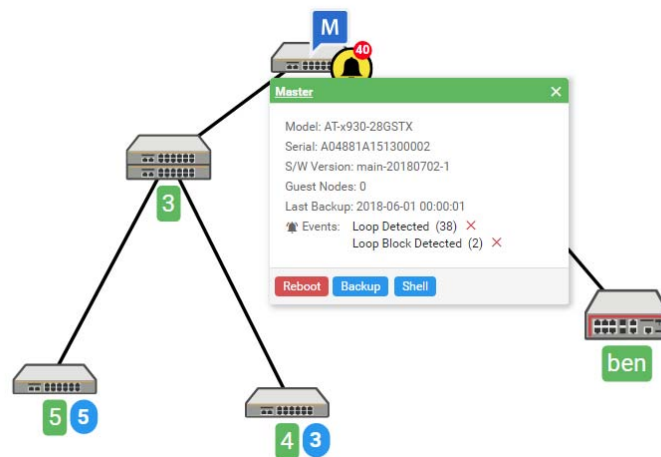 M
40
Master
Model: AT-x930-28GSTX
Serial: A04881A151300002
S/W Version: main-20180702-1
Guest Nodes: 0
Last Backup: 2018-06-01 00:00:01
Events: Loop Detected (38)
Loop Block Detected (2)
Reboot Backup Shell
3
ben
5 5
4 3